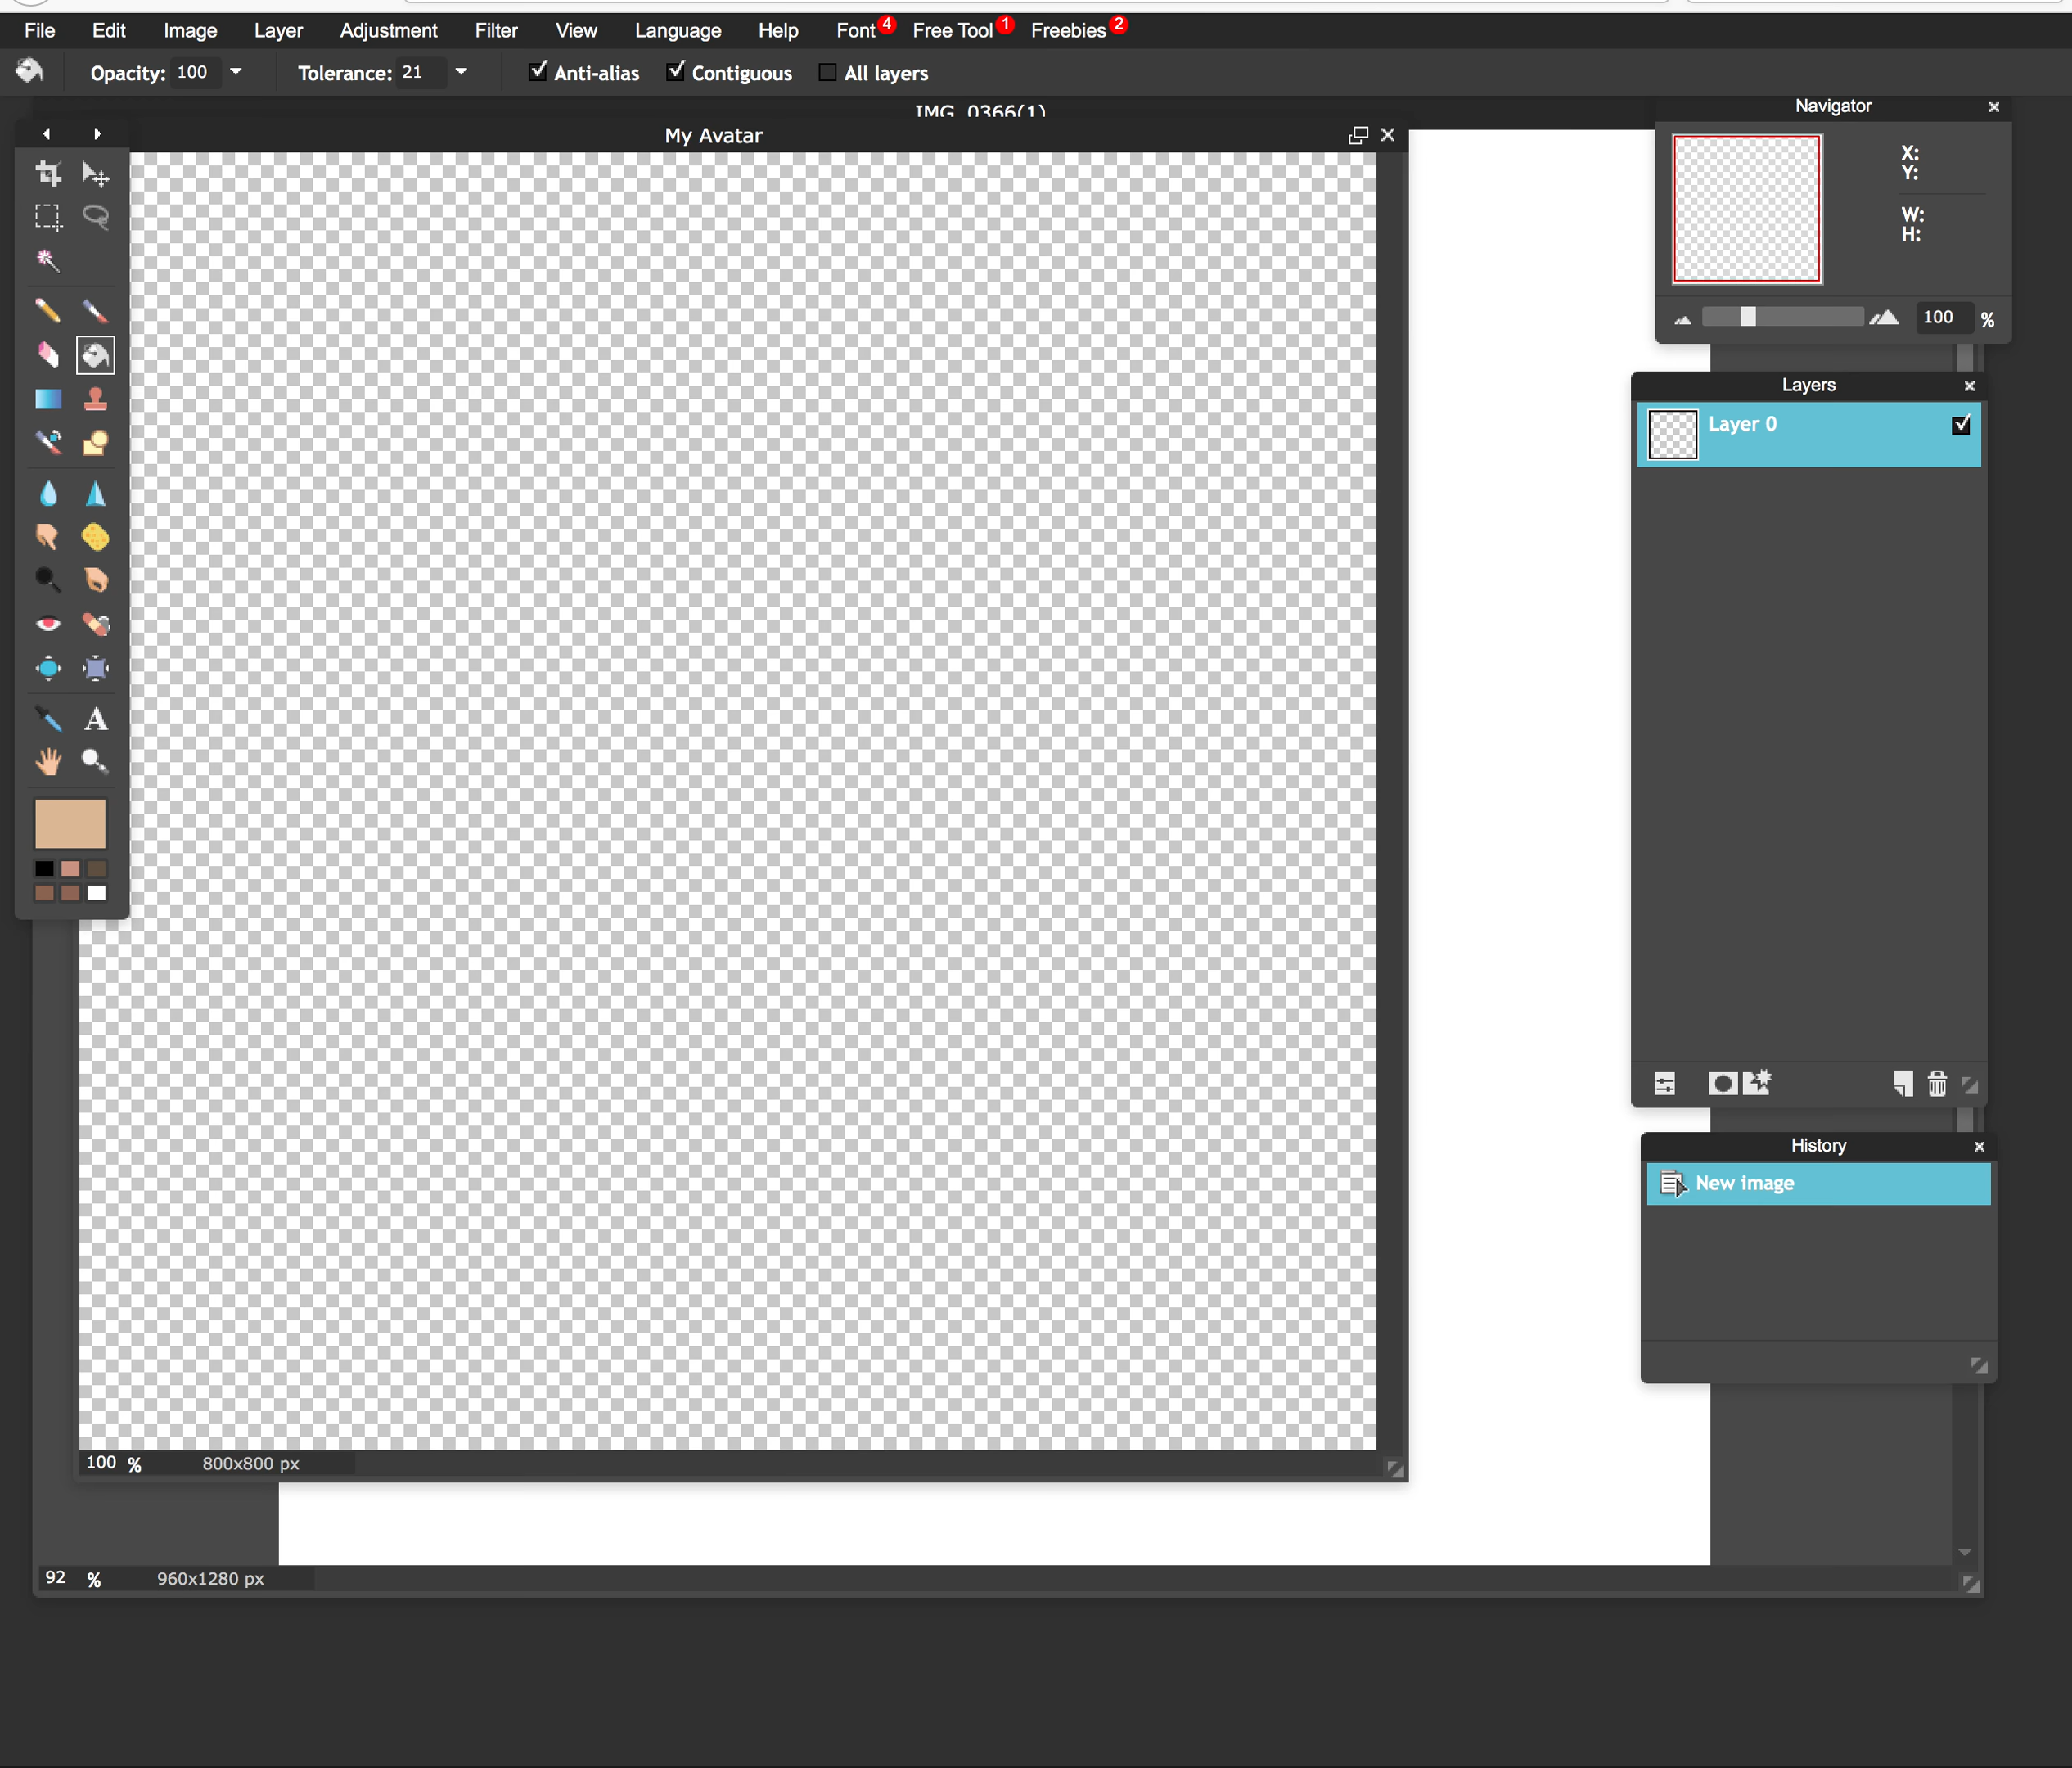 File Edit Image Layer Adjustment Filter View Language Help Font 4 Free Tool 1 Freebies 2
Opacity: 100 Tolerance: 21 Anti-alias Contiguous All layers
IMG_0366(1)
My Avatar
Navigator
X:
Y:
W:
H:
100 %
Layers
Layer 0
A
History
New image
100 % 800x800 px
92 % 960x1280 px